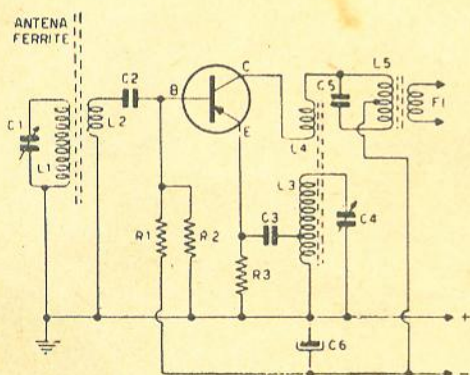 ANTENA
FERRITE
C1
L1
L2
C2
B
C
E
R1
R2
R3
C3
L3
L4
C4
C5
L5
FI
C6
+
-